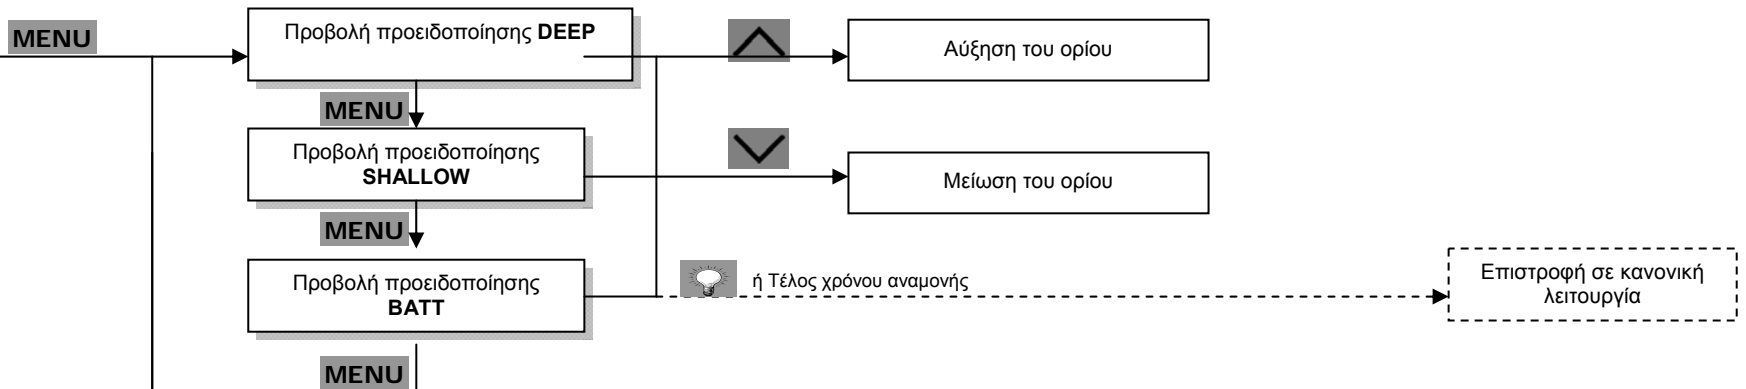 MENU
Προβολή προειδοποίησης DEEP
Αύξηση του ορίου
MENU
Προβολή προειδοποίησης
SHALLOW
Μείωση του ορίου
MENU
Προβολή προειδοποίησης
BATT
ή Τέλος χρόνου αναμονής
Επιστροφή σε κανονική
λειτουργία
MENU